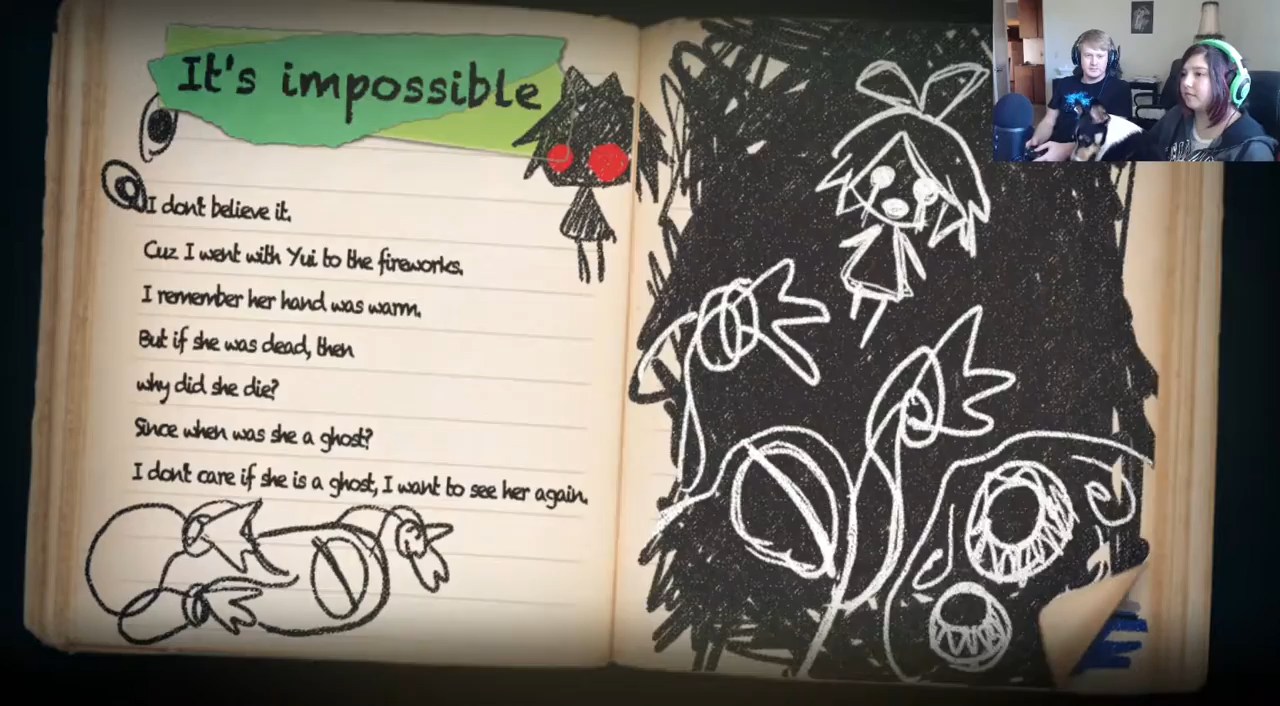 It's impossible
I don't believe it.
Cuz I went with Yui to the fireworks.
I remember her hand was warm.
But if she was dead, then
why did she die?
Since when was she a ghost?
I don't care if she is a ghost, I want to see her again.